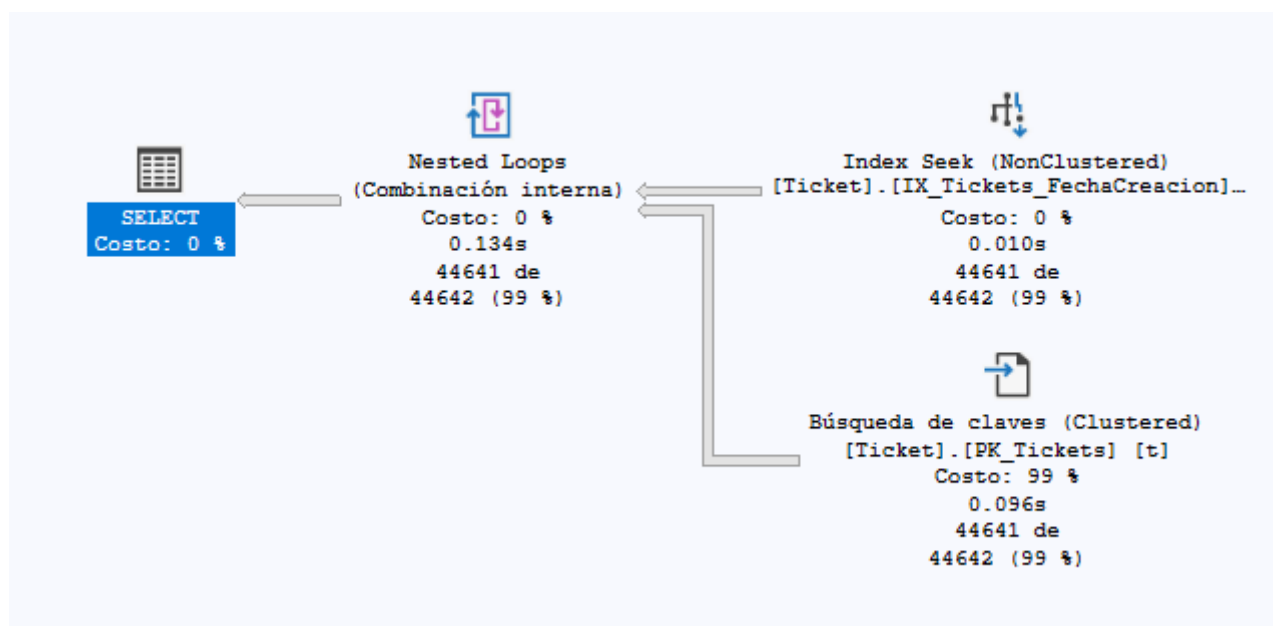 SELECT
Costo: 0 %
Nested Loops
(Combinación interna)
Costo: 0 %
0.134s
44641 de
44642 (99 %)
Index Seek (NonClustered)
[Ticket].[IX_Tickets_FechaCreacion]…
Costo: 0 %
0.010s
44641 de
44642 (99 %)
Búsqueda de claves (Clustered)
[Ticket].[PK_Tickets] [t]
Costo: 99 %
0.096s
44641 de
44642 (99 %)